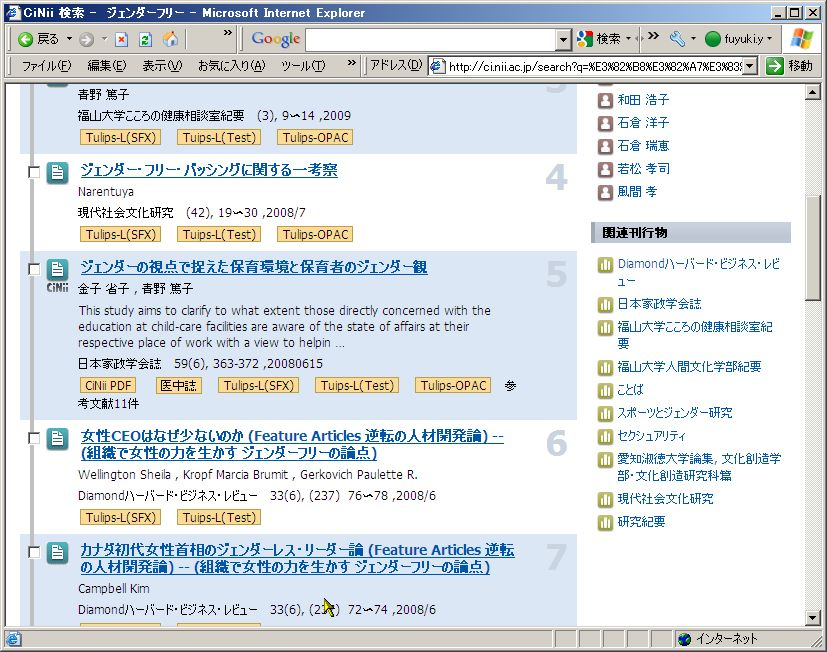 CiNii 検索 - ジェンダーフリー - Microsoft Internet Explorer
戻る
»
Google
検索
»
fuyuki.y
ファイル(F) 編集(E) 表示(V) お気に入り(A) ツール(T) »
アドレス(D)
http://ci.nii.ac.jp/search?q=%E3%82%B8%E3%82%A7%E3%83
移動
青野 篤子
福山大学こころの健康相談室紀要 (3), 9〜14 ,2009
Tulips-L(SFX) Tuips-L(Test) Tulips-OPAC
ジェンダー・フリー・バッシングに関する一考察
4
Narentuya
現代社会文化研究 (42), 19〜30 ,2008/7
Tulips-L(SFX) Tuips-L(Test) Tulips-OPAC
ジェンダーの視点で捉えた保育環境と保育者のジェンダー観
5
CiNii
金子 省子 , 青野 篤子
This study aims to clarify to what extent those directly concerned with the
education at child-care facilities are aware of the state of affairs at their
respective place of work with a view to helpin ...
日本家政学会誌 59(6), 363-372 ,20080615
CiNii PDF 医中誌 Tulips-L(SFX) Tuips-L(Test) Tulips-OPAC 参
考文献11件
女性CEOはなぜ少ないのか (Feature Articles 逆転の人材開発論) --
(組織で女性の力を生かす ジェンダーフリーの論点)
6
Wellington Sheila , Kropf Marcia Brumit , Gerkovich Paulette R.
Diamondハーバード・ビジネス・レビュー 33(6), (237) 76〜78 ,2008/6
Tulips-L(SFX) Tuips-L(Test)
カナダ初代女性首相のジェンダーレス・リーダー論 (Feature Articles 逆転
の人材開発論) -- (組織で女性の力を生かす ジェンダーフリーの論点)
7
Campbell Kim
Diamondハーバード・ビジネス・レビュー 33(6), 72〜74 ,2008/6
和田 浩子
石倉 洋子
石倉 瑞恵
若松 孝司
風間 孝
関連刊行物
Diamondハーバード・ビジネス・レビ
ュー
日本家政学会誌
福山大学こころの健康相談室紀
要
福山大学人間文化学部紀要
ことば
スポーツとジェンダー研究
セクシュアリティ
愛知淑徳大学論集. 文化創造学
部・文化創造研究科篇
現代社会文化研究
研究紀要
インターネット